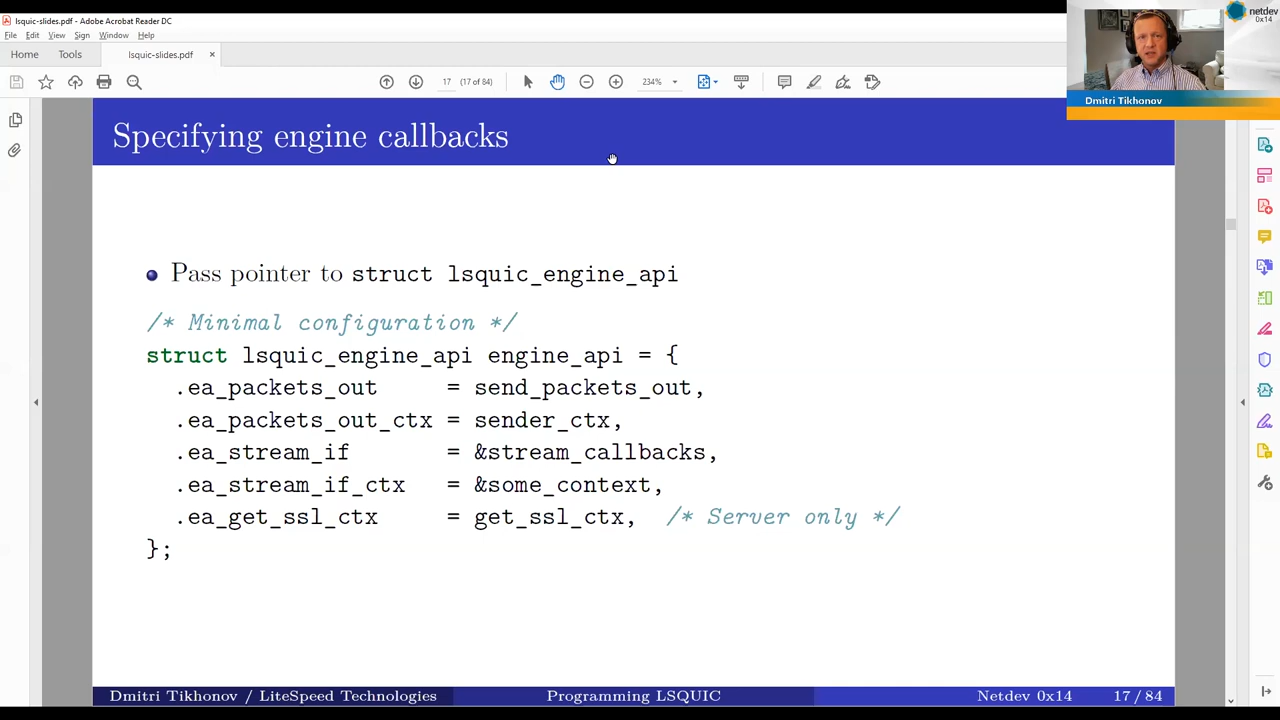 lsquic-slides.pdf - Adobe Acrobat Reader DC
File Edit View Sign Window Help
Home Tools lsquic-slides.pdf ×
17 (17 of 84) 234%
netdev
0x14
Dmitri Tikhonov
Specifying engine callbacks
Pass pointer to struct lsquic_engine_api
/* Minimal configuration */
struct lsquic_engine_api engine_api = {
.ea_packets_out = send_packets_out,
.ea_packets_out_ctx = sender_ctx,
.ea_stream_if = &stream_callbacks,
.ea_stream_if_ctx = &some_context,
.ea_get_ssl_ctx = get_ssl_ctx, /* Server only */
};
Dmitri Tikhonov / LiteSpeed Technologies Programming LSQUIC Netdev 0x14 17 / 84